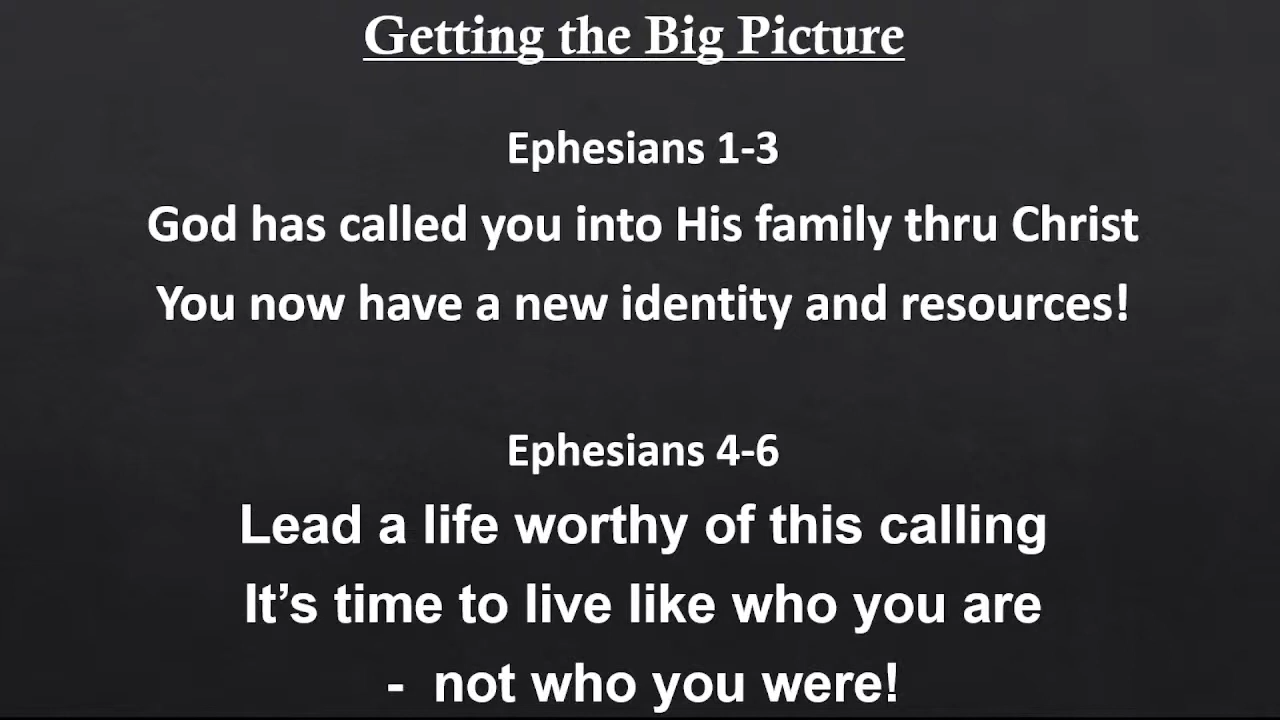 Getting the Big Picture
Ephesians 1-3
God has called you into His family thru Christ
You now have a new identity and resources!
Ephesians 4-6
Lead a life worthy of this calling
It’s time to live like who you are
- not who you were!